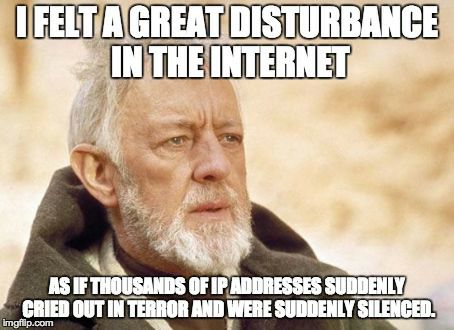 I FELT A GREAT DISTURBANCE
IN THE INTERNET
AS IF THOUSANDS OF IP ADDRESSES SUDDENLY
CRIED OUT IN TERROR AND WERE SUDDENLY SILENCED.
imgflip.com